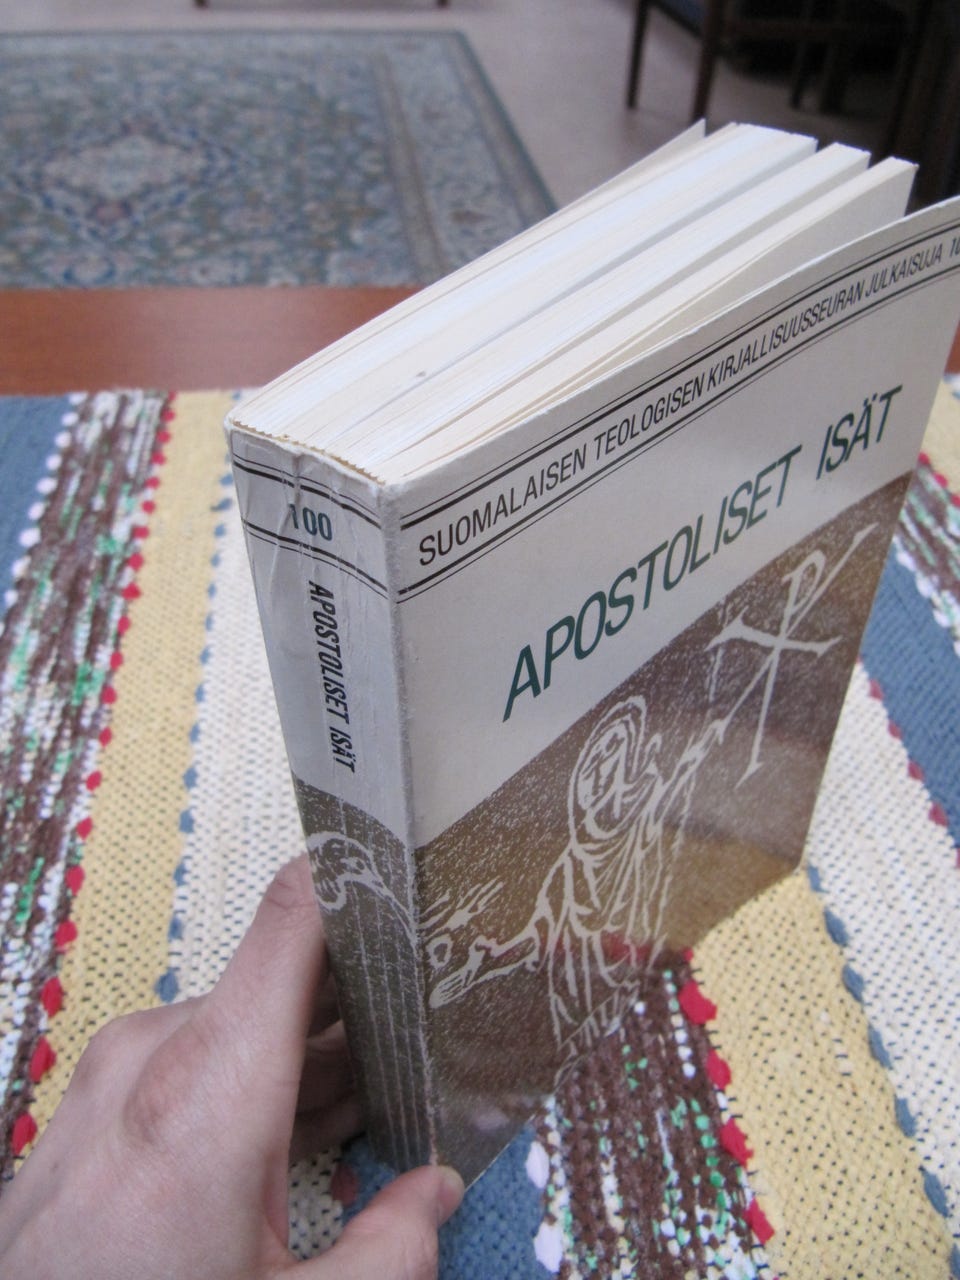 SUOMALAISEN TEOLOGISEN KIRJALLISUUSSEURAN JULKAISUJA
APOSTOLISET ISÄT
100
APOSTOLISET ISÄT